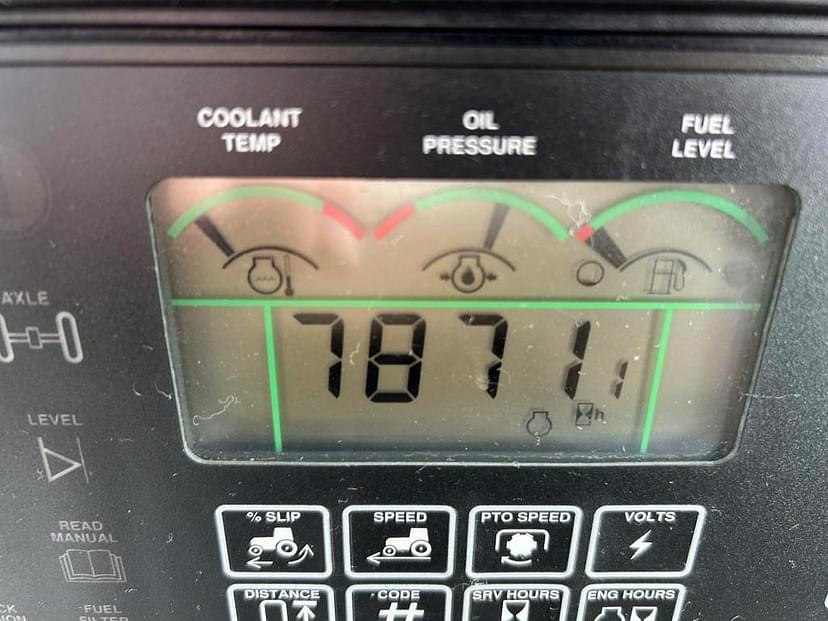 COOLANT
TEMP
OIL
PRESSURE
FUEL
LEVEL
AXLE
7871 1
h
LEVEL
READ
MANUAL
% SLIP
SPEED
PTO SPEED
VOLTS
DISTANCE
CODE
#
SRV HOURS
ENG HOURS
FUEL